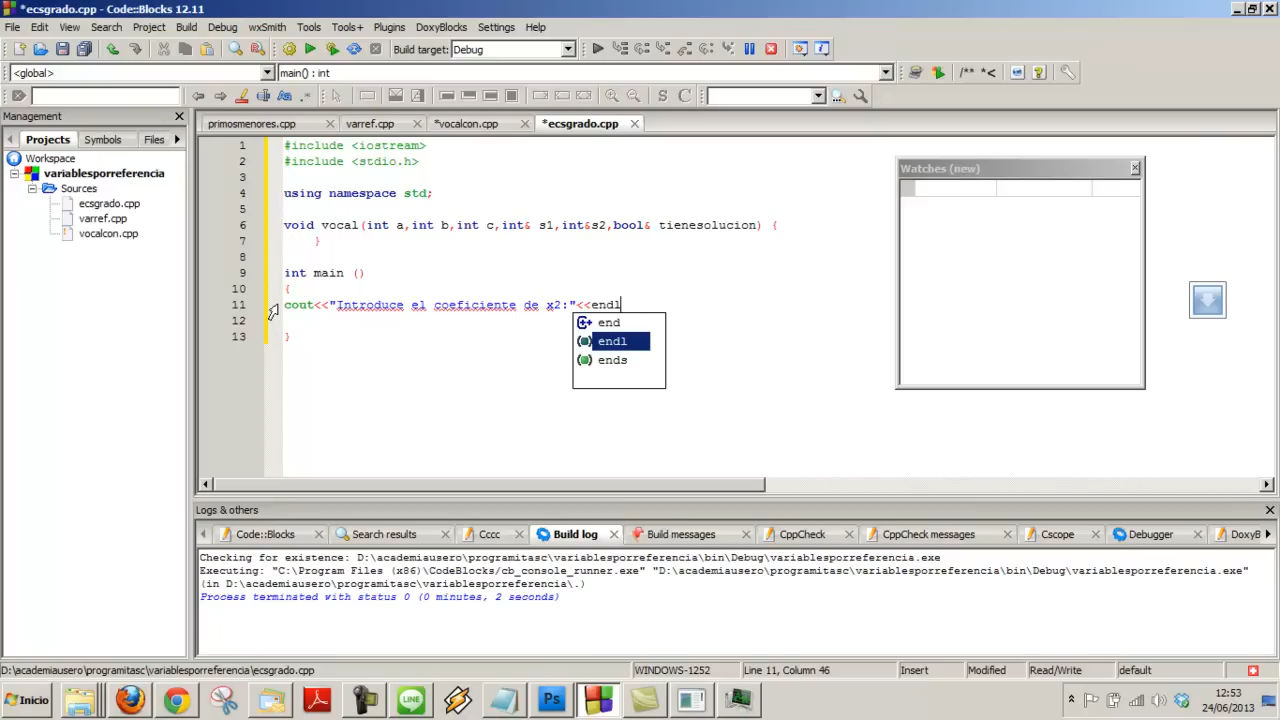 *ecsgrado.cpp - Code::Blocks 12.11
File Edit View Search Project Build Debug wxSmith Tools Tools+ Plugins DoxyBlocks Settings Help
Build target: Debug
<global> main() : int
/** *<
S C
Management
Projects Symbols Files
Workspace
variablesporreferencia
Sources
ecsgrado.cpp
varref.cpp
vocalcon.cpp
primosmenores.cpp varref.cpp *vocalcon.cpp *ecsgrado.cpp
1 #include <iostream>
2 #include <stdio.h>
3
4 using namespace std;
5
6 void vocal(int a,int b,int c,int& s1,int&s2,bool& tienesolucion) {
7 }
8
9 int main ()
10 {
11 cout<<"Introduce el coeficiente de x2:"<<endl
12
13 }
end
endl
ends
Watches (new)
Logs & others
Code::Blocks Search results Cccc Build log Build messages CppCheck CppCheck messages Cscope Debugger DoxyB
Checking for existence: D:\academiausero\programitasc\variablesporreferencia\bin\Debug\variablesporreferencia.exe
Executing: "C:\Program Files (x86)\CodeBlocks/cb_console_runner.exe" "D:\academiausero\programitasc\variablesporreferencia\bin\Debug\variablesporreferencia.exe"
(in D:\academiausero\programitasc\variablesporreferencia\.)
Process terminated with status 0 (0 minutes, 2 seconds)
D:\academiausero\programitasc\variablesporreferencia\ecsgrado.cpp WINDOWS-1252 Line 11, Column 46 Insert Modified Read/Write default
Inicio
LINE
Ps
12:53
24/06/2013